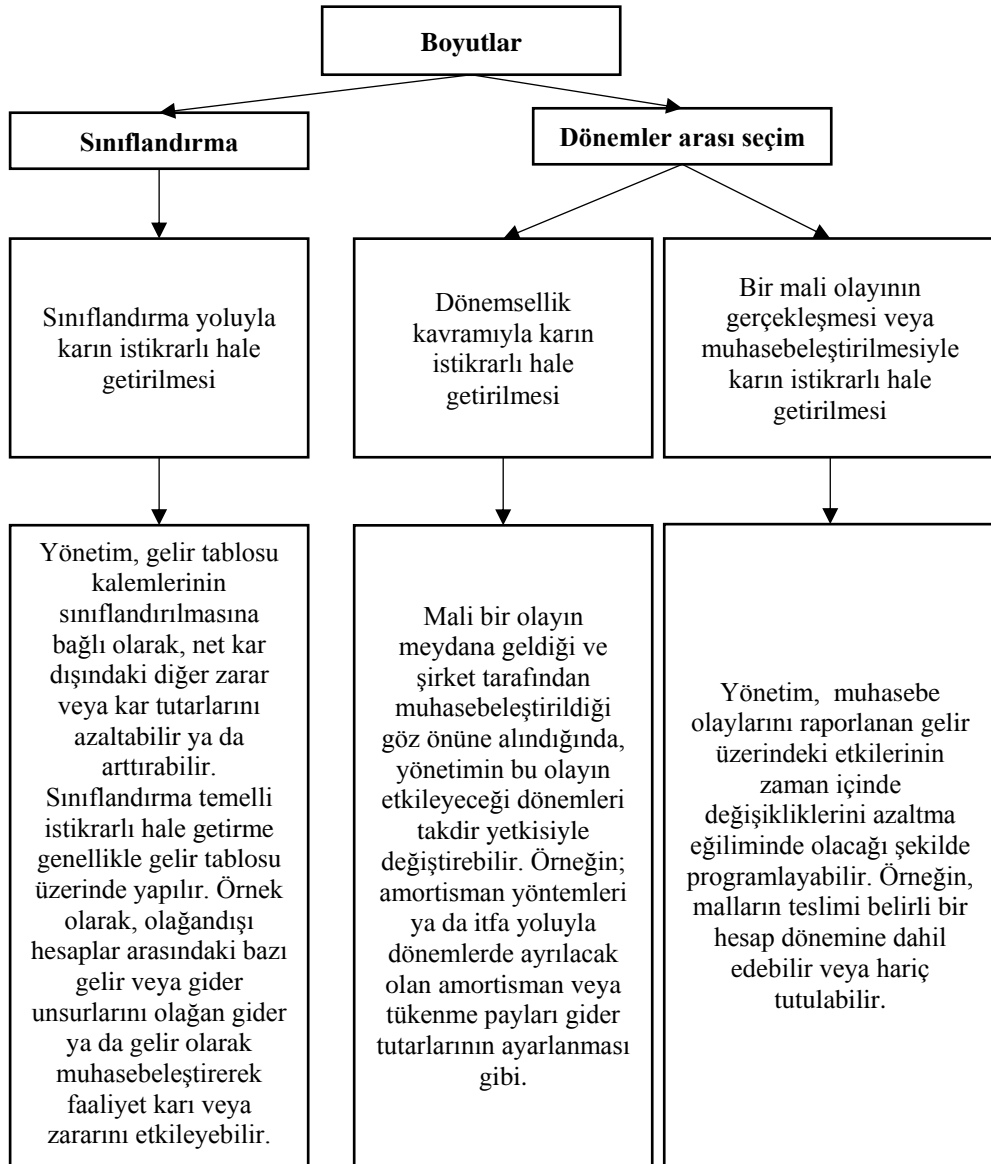 Boyutlar
Sınıflandırma
Dönemler arası seçim
Sınıflandırma yoluyla
karın istikrarlı hale
getirilmesi
Dönemsellik
kavramıyla karın
istikrarlı hale
getirilmesi
Bir mali olayının
gerçekleşmesi veya
muhasebeleştirilmesiyle
karın istikrarlı hale
getirilmesi
Yönetim, gelir tablosu
kalemlerinin
sınıflandırılmasına
bağlı olarak, net kar
dışındaki diğer zarar
veya kar tutarlarını
azaltabilir ya da
arttırabilir.
Sınıflandırma temelli
istikrarlı hale getirme
genellikle gelir tablosu
üzerinde yapılır. Örnek
olarak, olağandışı
hesaplar arasındaki bazı
gelir veya gider
unsurlarını olağan gider
ya da gelir olarak
muhasebeleştirerek
faaliyet karı veya
zararını etkileyebilir.
Mali bir olayın
meydana geldiği ve
şirket tarafından
muhasebeleştirildiği
göz önüne alındığında,
yönetimin bu olayın
etkileyeceği dönemleri
takdir yetkisiyle
değiştirebilir. Örneğin;
amortisman yöntemleri
ya da itfa yoluyla
dönemlerde ayrılacak
olan amortisman veya
tükenme payları gider
tutarlarının ayarlanması
gibi.
Yönetim, muhasebe
olaylarını raporlanan gelir
üzerindeki etkilerinin
zaman içinde
değişikliklerini azaltma
eğiliminde olacağı şekilde
programlayabilir. Örneğin,
malların teslimi belirli bir
hesap dönemine dahil
edebilir veya hariç
tutulabilir.